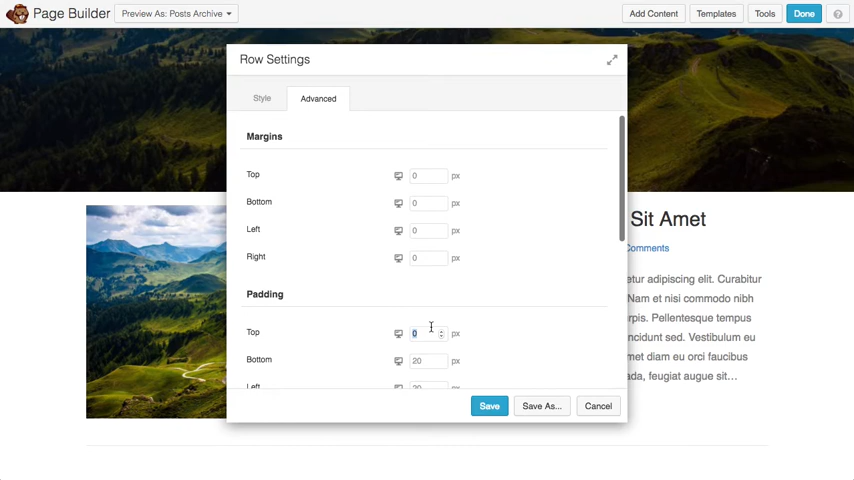 Page Builder Preview As: Posts Archive Add Content Templates Tools Done ?
Row Settings
Style Advanced
Margins
Top 0 px
Bottom 0 px
Left 0 px
Right 0 px
Padding
Top 0 px
Bottom 20 px
Left 20 px
Save Save As... Cancel
Sit Amet
Comments
etur adipiscing elit. Curabitur
Nam et nisi commodo nibh
rpis. Pellentesque tempus
ncidunt sed. Vestibulum eu
met diam eu orci faucibus
ada, feugiat augue sit...